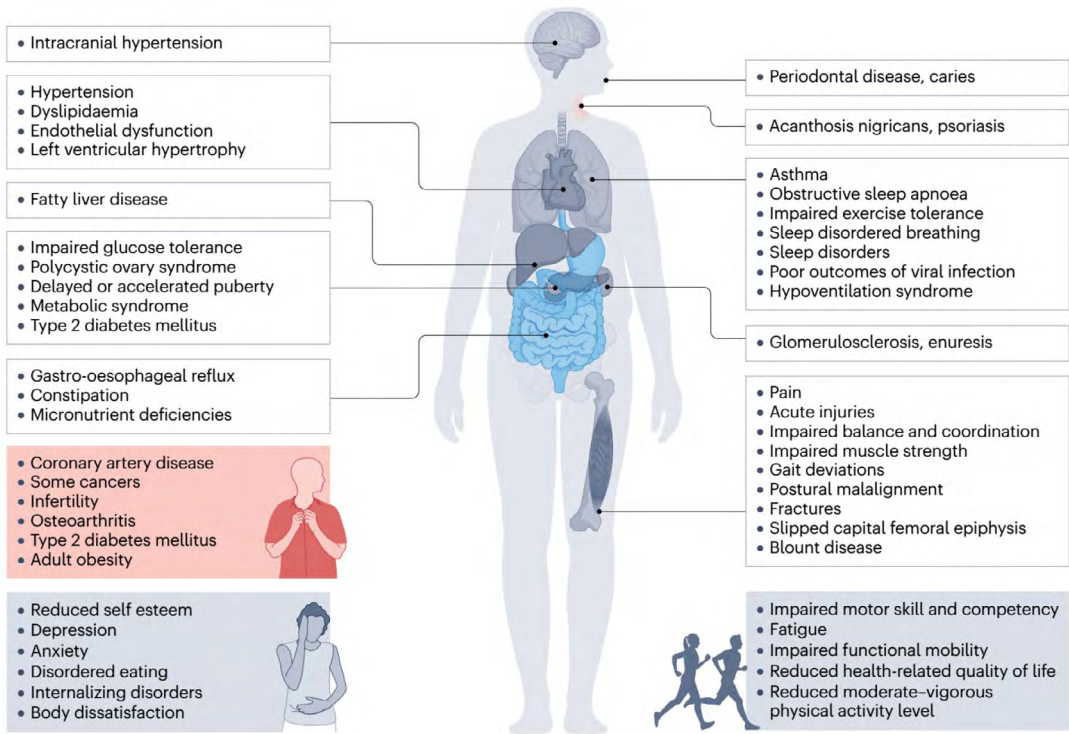 • Intracranial hypertension
• Hypertension
• Dyslipidaemia
• Endothelial dysfunction
• Left ventricular hypertrophy
• Fatty liver disease
• Impaired glucose tolerance
• Polycystic ovary syndrome
• Delayed or accelerated puberty
• Metabolic syndrome
• Type 2 diabetes mellitus
• Gastro-oesophageal reflux
• Constipation
• Micronutrient deficiencies
• Coronary artery disease
• Some cancers
• Infertility
• Osteoarthritis
• Type 2 diabetes mellitus
• Adult obesity
• Reduced self esteem
• Depression
• Anxiety
• Disordered eating
• Internalizing disorders
• Body dissatisfaction
• Periodontal disease, caries
• Acanthosis nigricans, psoriasis
• Asthma
• Obstructive sleep apnoea
• Impaired exercise tolerance
• Sleep disordered breathing
• Sleep disorders
• Poor outcomes of viral infection
• Hypoventilation syndrome
• Glomerulosclerosis, enuresis
• Pain
• Acute injuries
• Impaired balance and coordination
• Impaired muscle strength
• Gait deviations
• Postural malalignment
• Fractures
• Slipped capital femoral epiphysis
• Blount disease
• Impaired motor skill and competency
• Fatigue
• Impaired functional mobility
• Reduced health-related quality of life
• Reduced moderate–vigorous
physical activity level